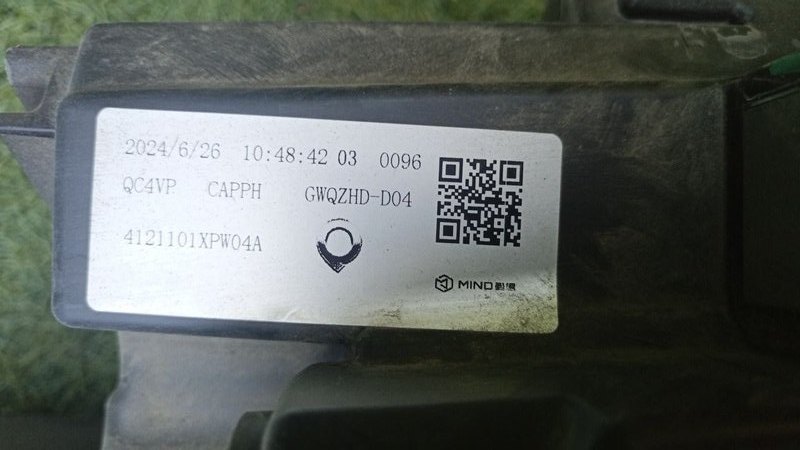 2024/6/26 10:48:42 03 0096
QC4VP CAPPH GWQZHD-D04
4121101XPW04A
MIND